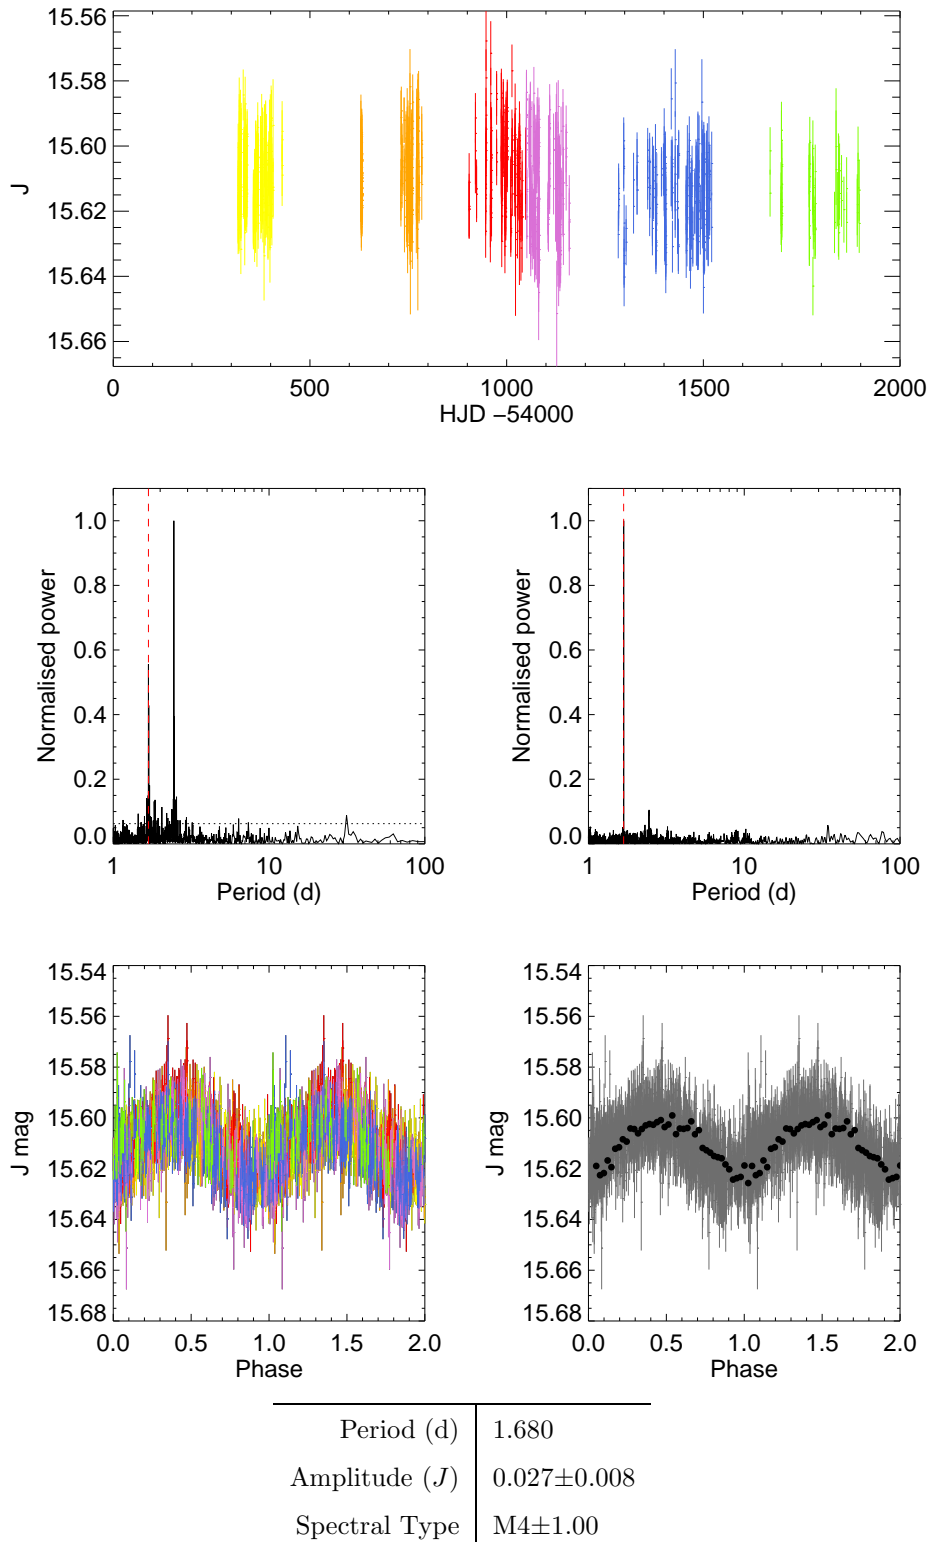 15.56
15.58
15.60
15.62
15.64
15.66
J
0 500 1000 1500 2000
HJD −54000
1.0
0.8
0.6
0.4
0.2
0.0
Normalised power
1 10 100
Period (d)
1.0
0.8
0.6
0.4
0.2
0.0
Normalised power
1 10 100
Period (d)
15.54
15.56
15.58
15.60
15.62
15.64
15.66
15.68
J mag
0.0 0.5 1.0 1.5 2.0
Phase
15.54
15.56
15.58
15.60
15.62
15.64
15.66
15.68
J mag
0.0 0.5 1.0 1.5 2.0
Phase
Period (d) 1.680
Amplitude (J) 0.027±0.008
Spectral Type M4±1.00